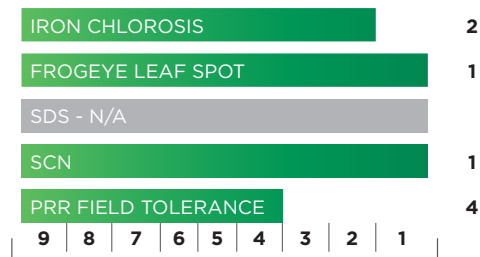 IRON CHLOROSIS 2
FROGEYE LEAF SPOT 1
SDS - N/A
SCN 1
PRR FIELD TOLERANCE 4
9 8 7 6 5 4 3 2 1